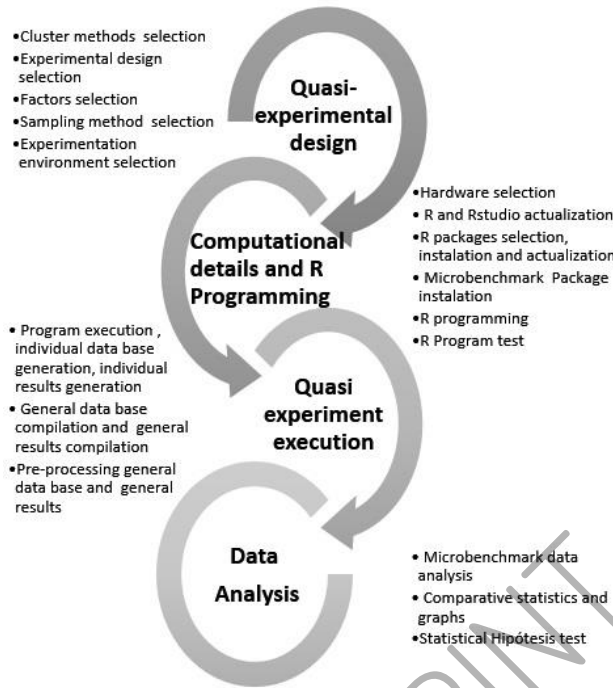 •Cluster methods selection
•Experimental design
selection
•Factors selection
•Sampling method selection
•Experimentation
environment selection
Quasi-
experimental
design
•Hardware selection
• R and Rstudio actualization
•R packages selection,
instalation and actualization
• Microbenchmark Package
instalation
•R programming
•R Program test
Computational
details and R
Programming
• Program execution ,
individual data base
generation, individual
results generation
• General data base
compilation and general
results compilation
•Pre-processing general
data base and general
results
Quasi
experiment
execution
Data
Analysis
• Microbenchmark data
analysis
• Comparative statistics and
graphs
•Statistical Hipótesis test
PRINT